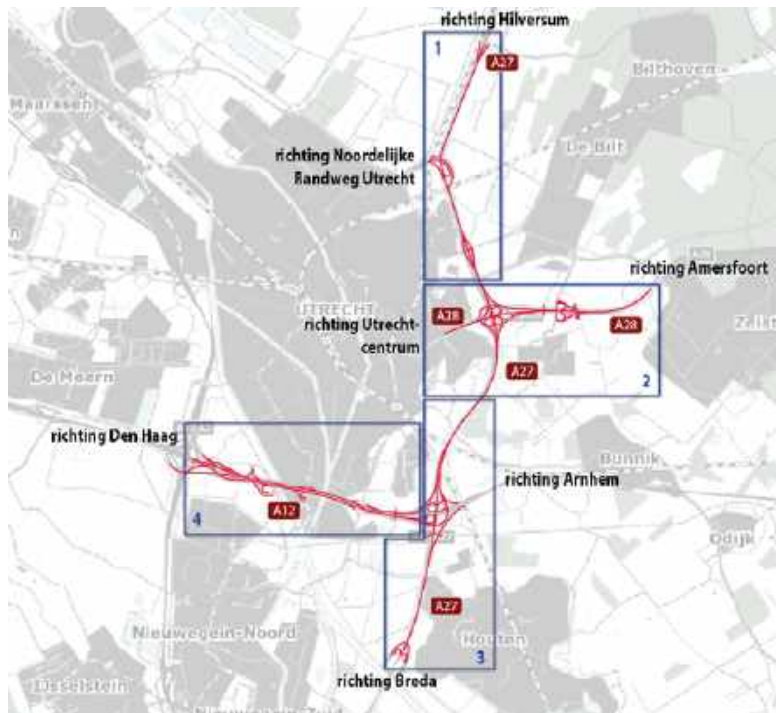 richting Hilversum
1
A27
Bilthoven
Maarssen
richting Noordelijke
Randweg Utrecht
De Bilt
richting Amersfoort
UTRECHT
richting Utrecht-
centrum
A28
A28
A27
2
De Meern
richting Den Haag
Bunnik
richting Arnhem
A12
4
Odijk
A27
Nieuwegein-Noord
Houten
3
richting Breda
IJsselstein